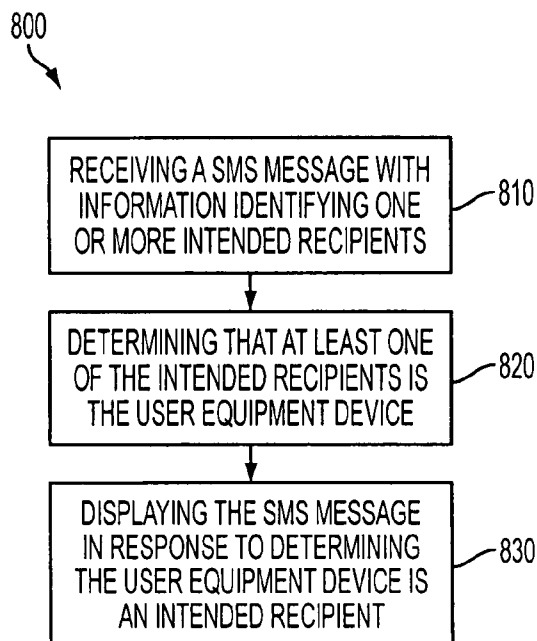 800
RECEIVING A SMS MESSAGE WITH
INFORMATION IDENTIFYING ONE
OR MORE INTENDED RECIPIENTS
810
DETERMINING THAT AT LEAST ONE
OF THE INTENDED RECIPIENTS IS
THE USER EQUIPMENT DEVICE
820
DISPLAYING THE SMS MESSAGE
IN RESPONSE TO DETERMINING
THE USER EQUIPMENT DEVICE IS
AN INTENDED RECIPIENT
830